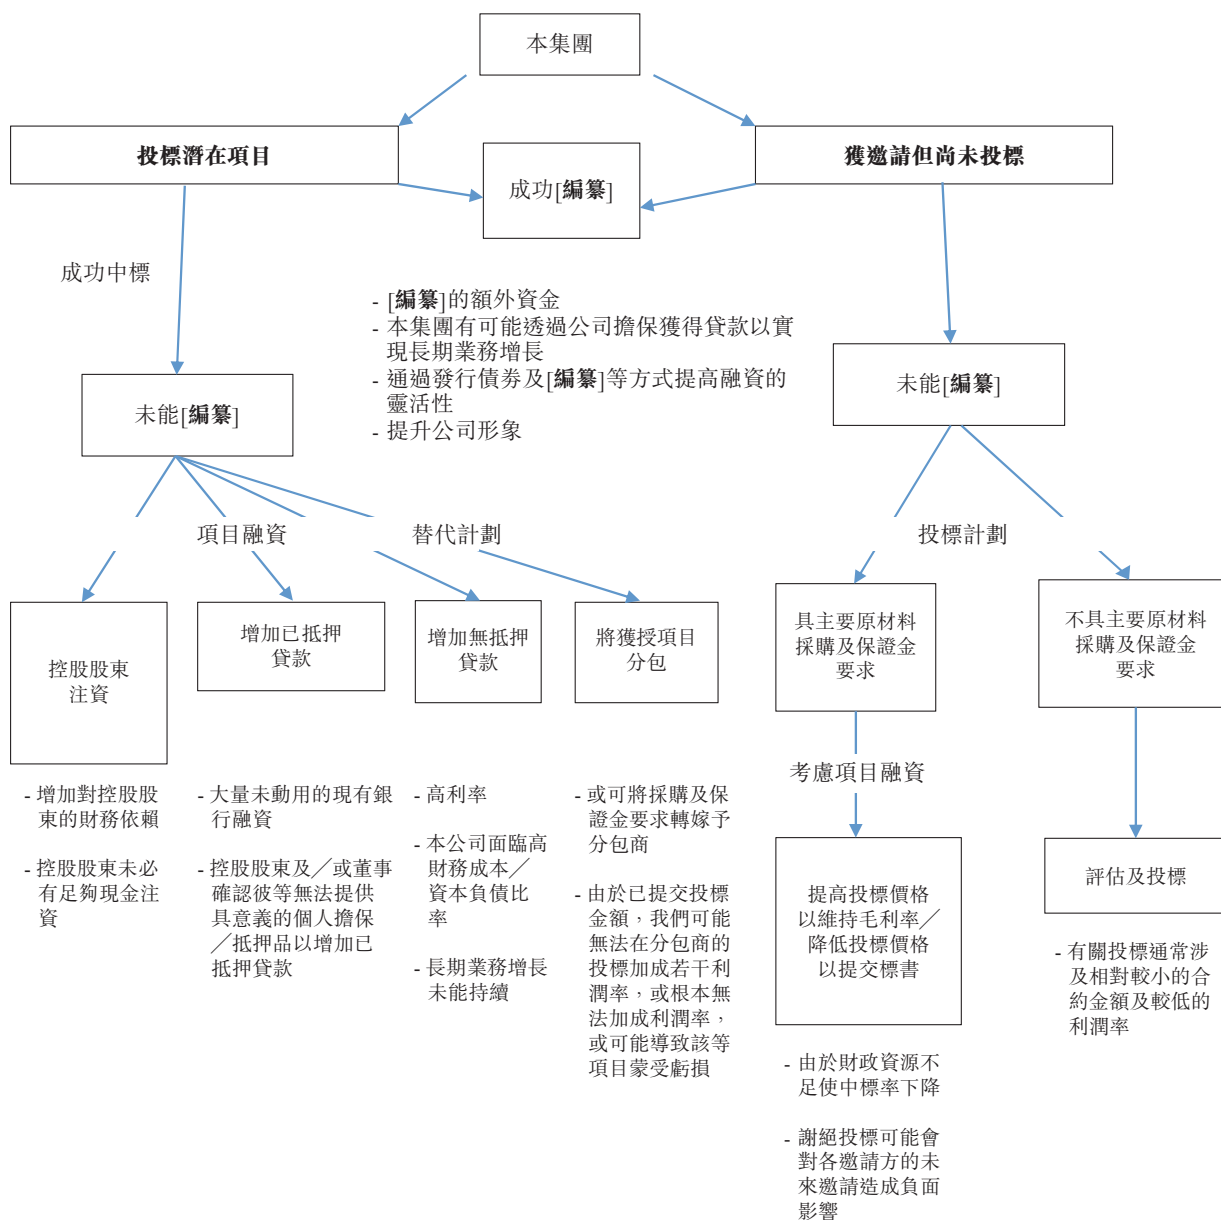 本集團
投標潛在項目
獲邀請但尚未投標
成功[編纂]
成功中標
- [編纂]的額外資金
- 本集團有可能透過公司擔保獲得貸款以實
現長期業務增長
- 通過發行債券及[編纂]等方式提高融資的
靈活性
- 提升公司形象
未能[編纂]
未能[編纂]
項目融資
替代計劃
投標計劃
控股股東
注資
增加已抵押
貸款
增加無抵押
貸款
將獲授項目
分包
具主要原材料
採購及保證金
要求
不具主要原材料
採購及保證金
要求
- 增加對控股股
東的財務依賴
- 控股股東未必
有足夠現金注
資
- 大量未動用的現有銀
行融資
- 控股股東及／或董事
確認彼等無法提供
具意義的個人擔保
／抵押品以增加已
抵押貸款
- 高利率
- 本公司面臨高
財務成本／
資本負債比
率
- 長期業務增長
未能持續
- 或可將採購及保
證金要求轉嫁予
分包商
- 由於已提交投標
金額，我們可能
無法在分包商的
投標加成若干利
潤率，或根本無
法加成利潤率，
或可能導致該等
項目蒙受虧損
考慮項目融資
提高投標價格
以維持毛利率／
降低投標價格
以提交標書
- 由於財政資源不
足使中標率下降
- 謝絕投標可能會
對各邀請方的未
來邀請造成負面
影響
評估及投標
- 有關投標通常涉
及相對較小的合
約金額及較低的
利潤率